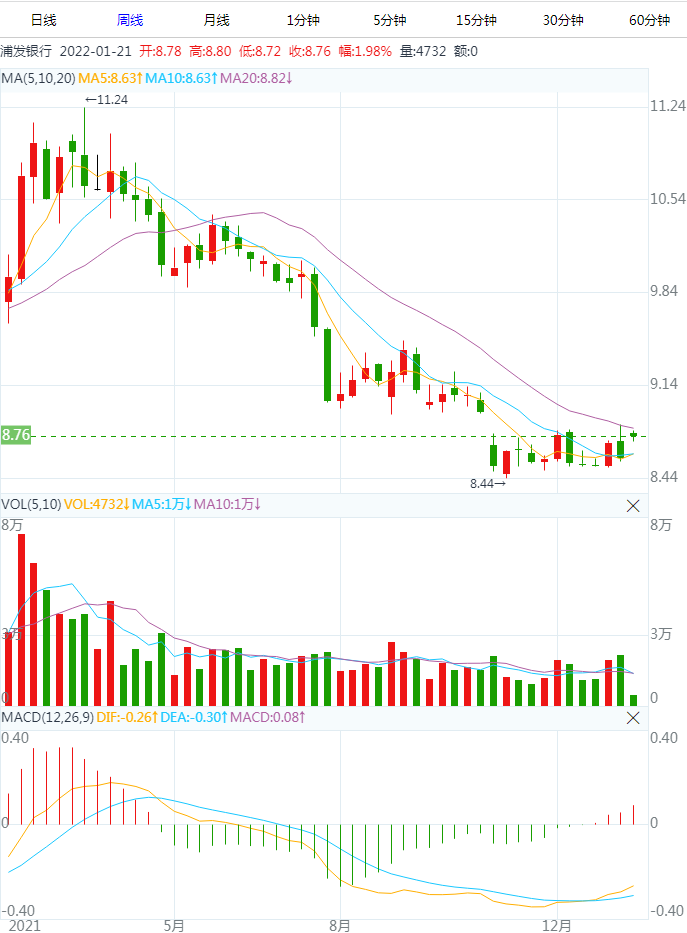 日线 周线 月线 1分钟 5分钟 15分钟 30分钟 60分钟
浦发银行 2022-01-21 开:8.78 高:8.80 低:8.72 收:8.76 幅:1.98% 量:4732 额:0
MA(5,10,20) MA5:8.63↑ MA10:8.63↑ MA20:8.82↓
←11.24
11.24
10.54
9.84
9.14
8.76
8.44
8.44→
VOL(5,10) VOL:4732↓ MA5:1万↓ MA10:1万↓
8万 8万
3万 3万
0 0
MACD(12,26,9) DIF:-0.26↑ DEA:-0.30↑ MACD:0.08↑
0.40 0.40
0 0
-0.40 -0.40
2021 5月 8月 12月